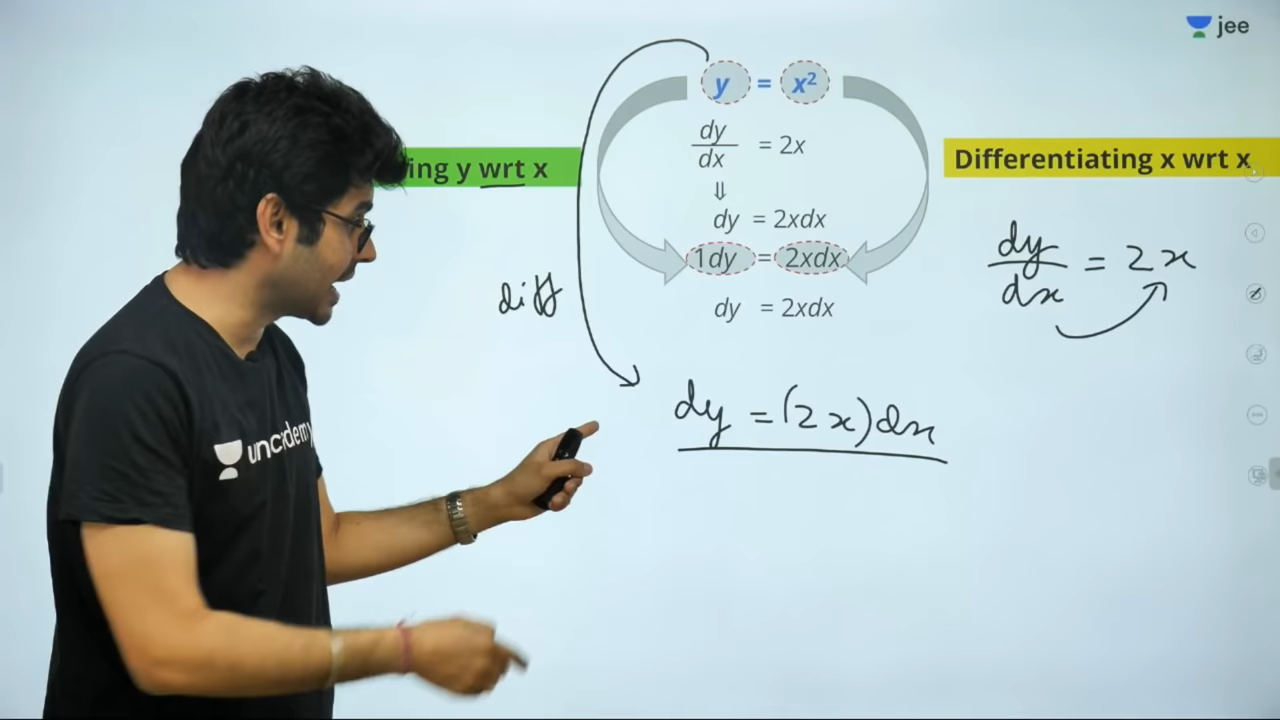 jee
y = x²
dy/dx = 2x
⇓
dy = 2xdx
1dy = 2xdx
dy = 2xdx
ing y wrt x
Differentiating x wrt x
diff
dy/dx = 2x
dy = (2x)dx
unacademy